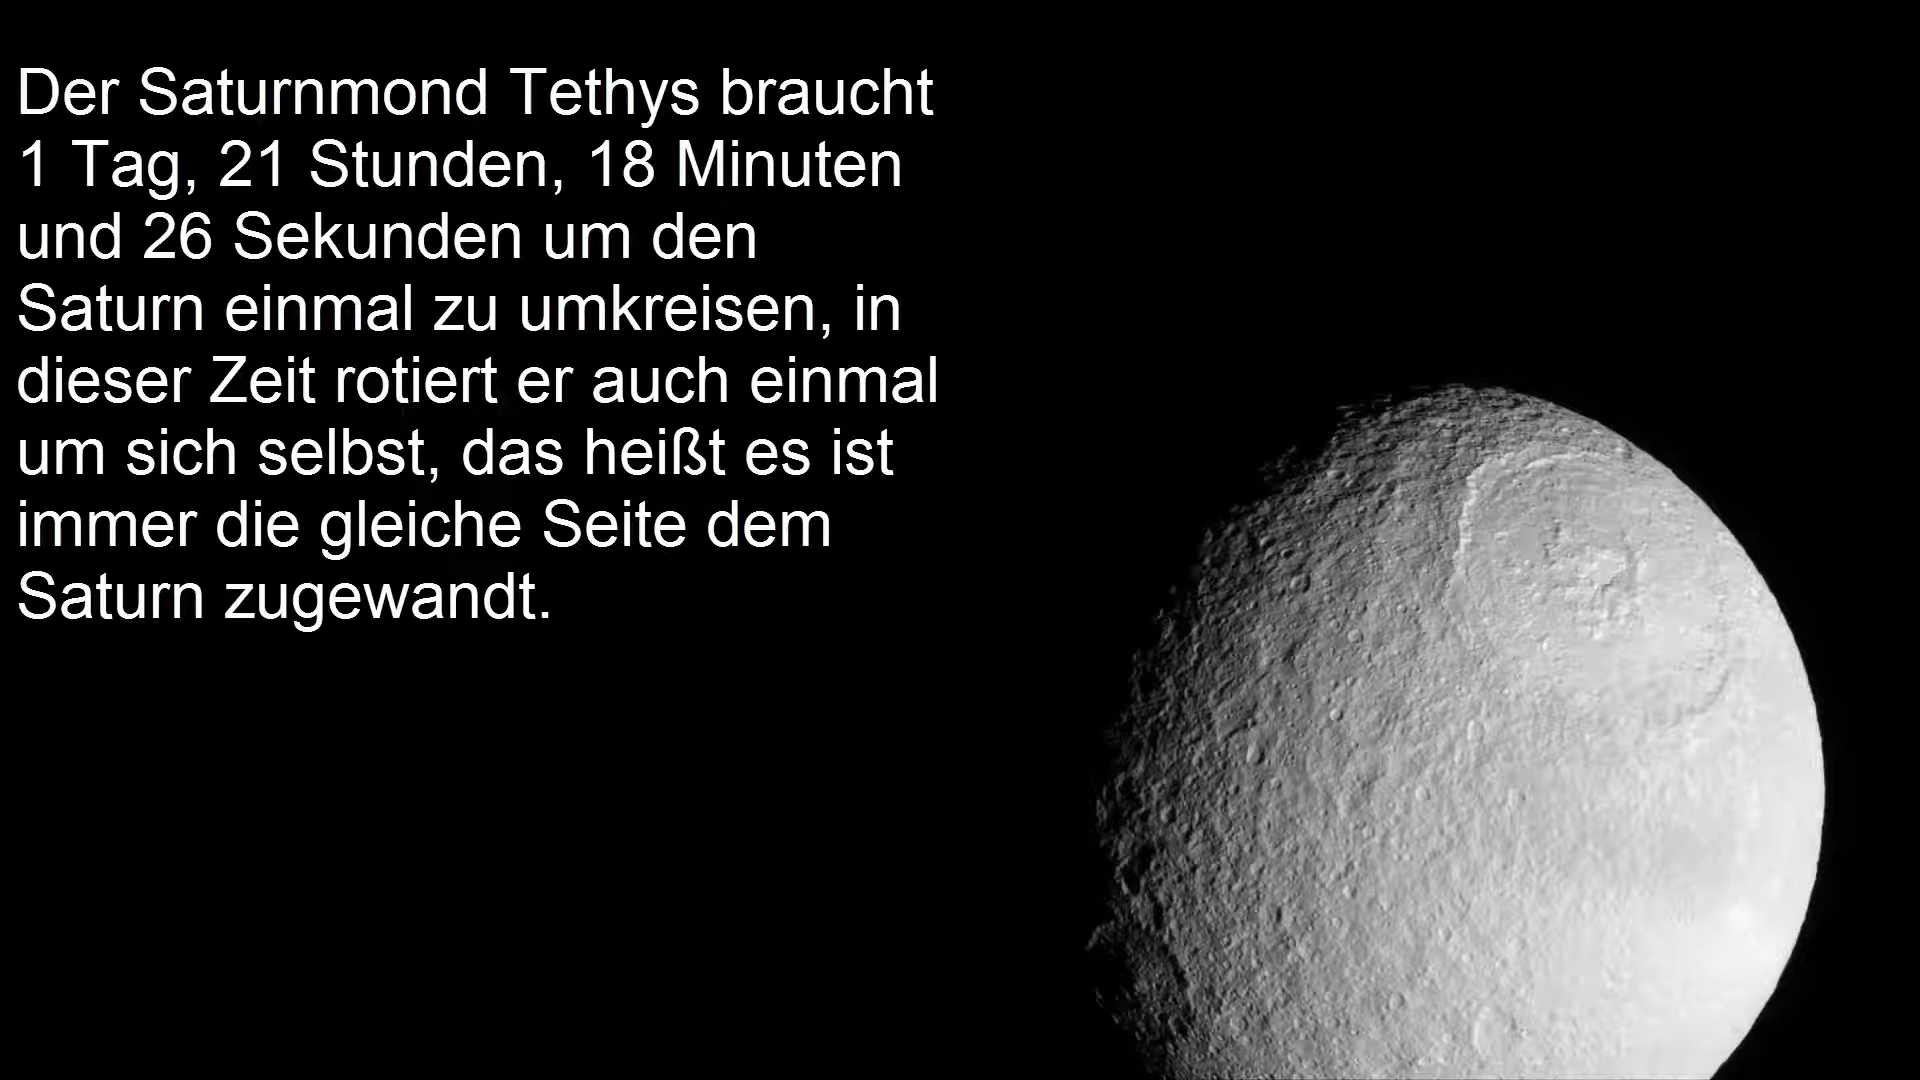 Der Saturnmond Tethys braucht
1 Tag, 21 Stunden, 18 Minuten
und 26 Sekunden um den
Saturn einmal zu umkreisen, in
dieser Zeit rotiert er auch einmal
um sich selbst, das heißt es ist
immer die gleiche Seite dem
Saturn zugewandt.